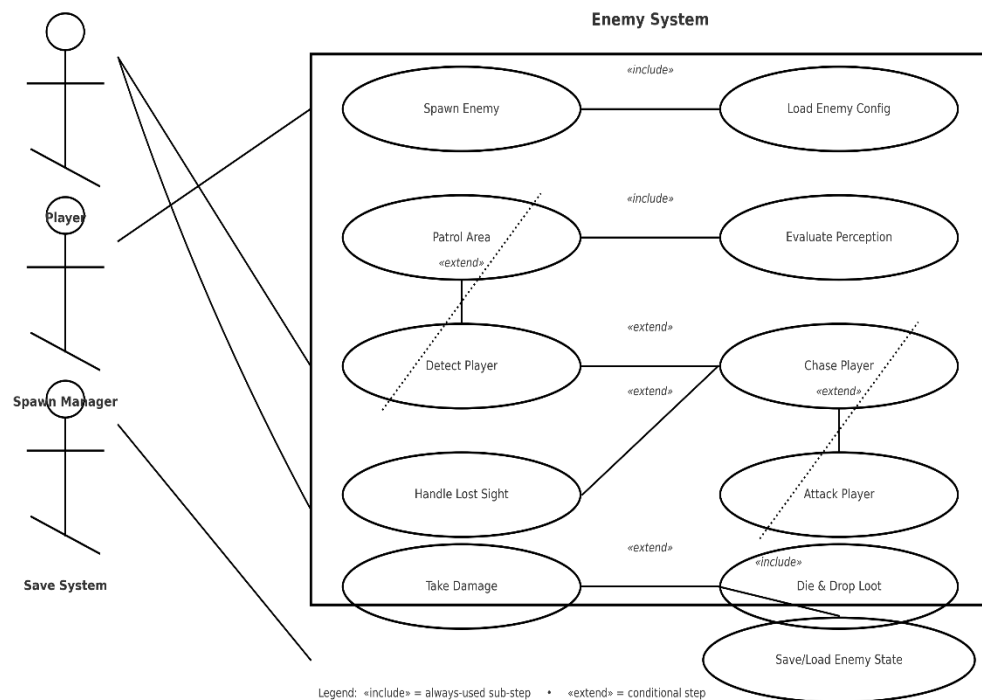 Enemy System
«include»
Spawn Enemy
Load Enemy Config
«include»
Player
Patrol Area
Evaluate Perception
«extend»
«extend»
Detect Player
Chase Player
«extend»
«extend»
Spawn Manager
Handle Lost Sight
Attack Player
«extend»
«include»
Save System
Take Damage
Die & Drop Loot
Save/Load Enemy State
Legend: «include» = always-used sub-step • «extend» = conditional step